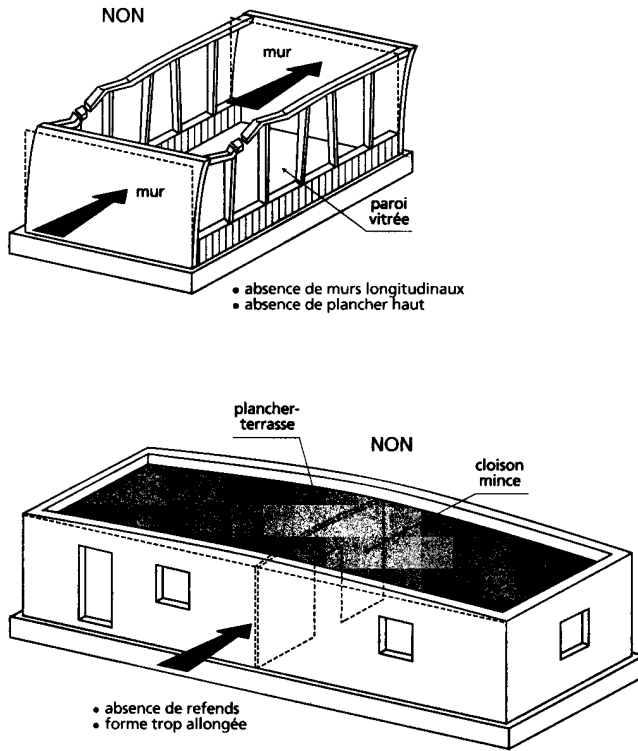 NON
mur
mur
paroi
vitrée
• absence de murs longitudinaux
• absence de plancher haut
plancher-
terrasse
NON
cloison
mince
• absence de refends
• forme trop allongée